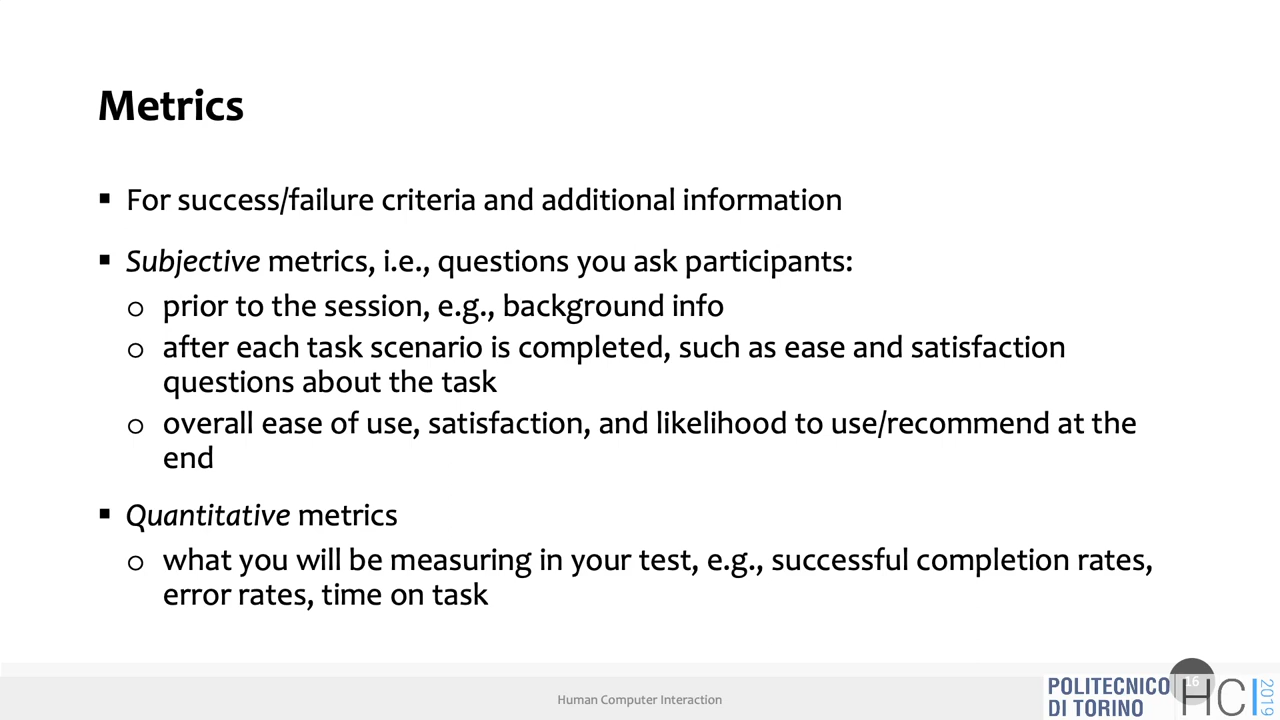 Metrics
▪ For success/failure criteria and additional information
▪ Subjective metrics, i.e., questions you ask participants:
o prior to the session, e.g., background info
o after each task scenario is completed, such as ease and satisfaction
questions about the task
o overall ease of use, satisfaction, and likelihood to use/recommend at the
end
▪ Quantitative metrics
o what you will be measuring in your test, e.g., successful completion rates,
error rates, time on task
Human Computer Interaction
POLITECNICO
DI TORINO
16
HCI
2019